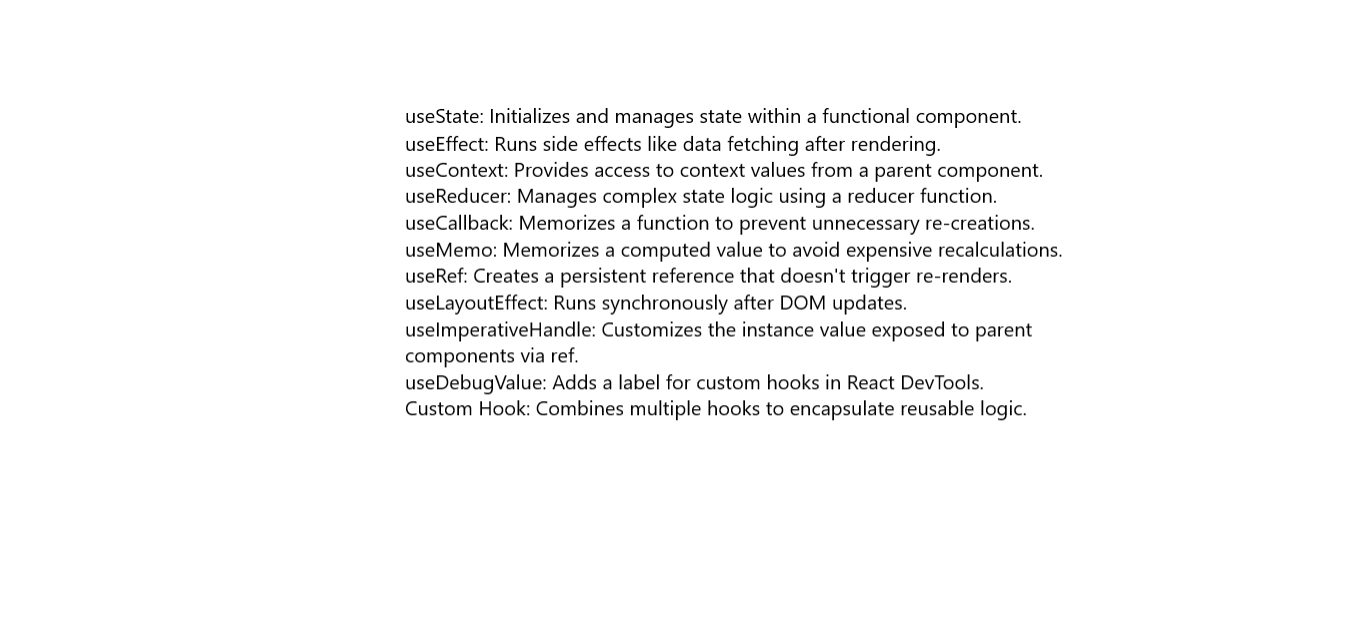 useState: Initializes and manages state within a functional component.
useEffect: Runs side effects like data fetching after rendering.
useContext: Provides access to context values from a parent component.
useReducer: Manages complex state logic using a reducer function.
useCallback: Memorizes a function to prevent unnecessary re-creations.
useMemo: Memorizes a computed value to avoid expensive recalculations.
useRef: Creates a persistent reference that doesn't trigger re-renders.
useLayoutEffect: Runs synchronously after DOM updates.
useImperativeHandle: Customizes the instance value exposed to parent
components via ref.
useDebugValue: Adds a label for custom hooks in React DevTools.
Custom Hook: Combines multiple hooks to encapsulate reusable logic.